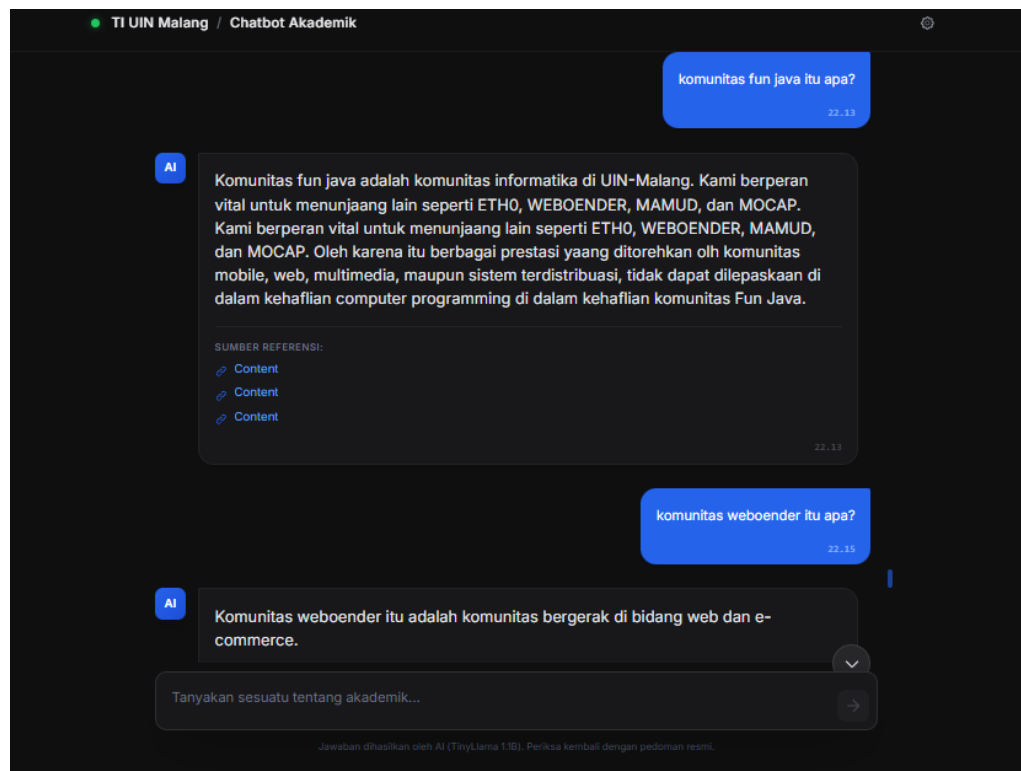 TI UIN Malang / Chatbot Akademik
komunitas fun java itu apa?
22.13
AI
Komunitas fun java adalah komunitas informatika di UIN-Malang. Kami berperan
vital untuk menunjaang lain seperti ETH0, WEBOENDER, MAMUD, dan MOCAP.
Kami berperan vital untuk menunjaang lain seperti ETH0, WEBOENDER, MAMUD,
dan MOCAP. Oleh karena itu berbagai prestasi yaang ditorehkan olh komunitas
mobile, web, multimedia, maupun sistem terdistribusi, tidak dapat dilepaskaan di
dalam kehaflian computer programming di dalam kehaflian komunitas Fun Java.
SUMBER REFERENSI:
Content
Content
Content
22.13
komunitas weboender itu apa?
22.15
AI
Komunitas weboender itu adalah komunitas bergerak di bidang web dan e-
commerce.
Tanyakan sesuatu tentang akademik...
Jawaban dihasilkan oleh AI (TinyLlama 1.1B). Periksa kembali dengan pedoman resmi.